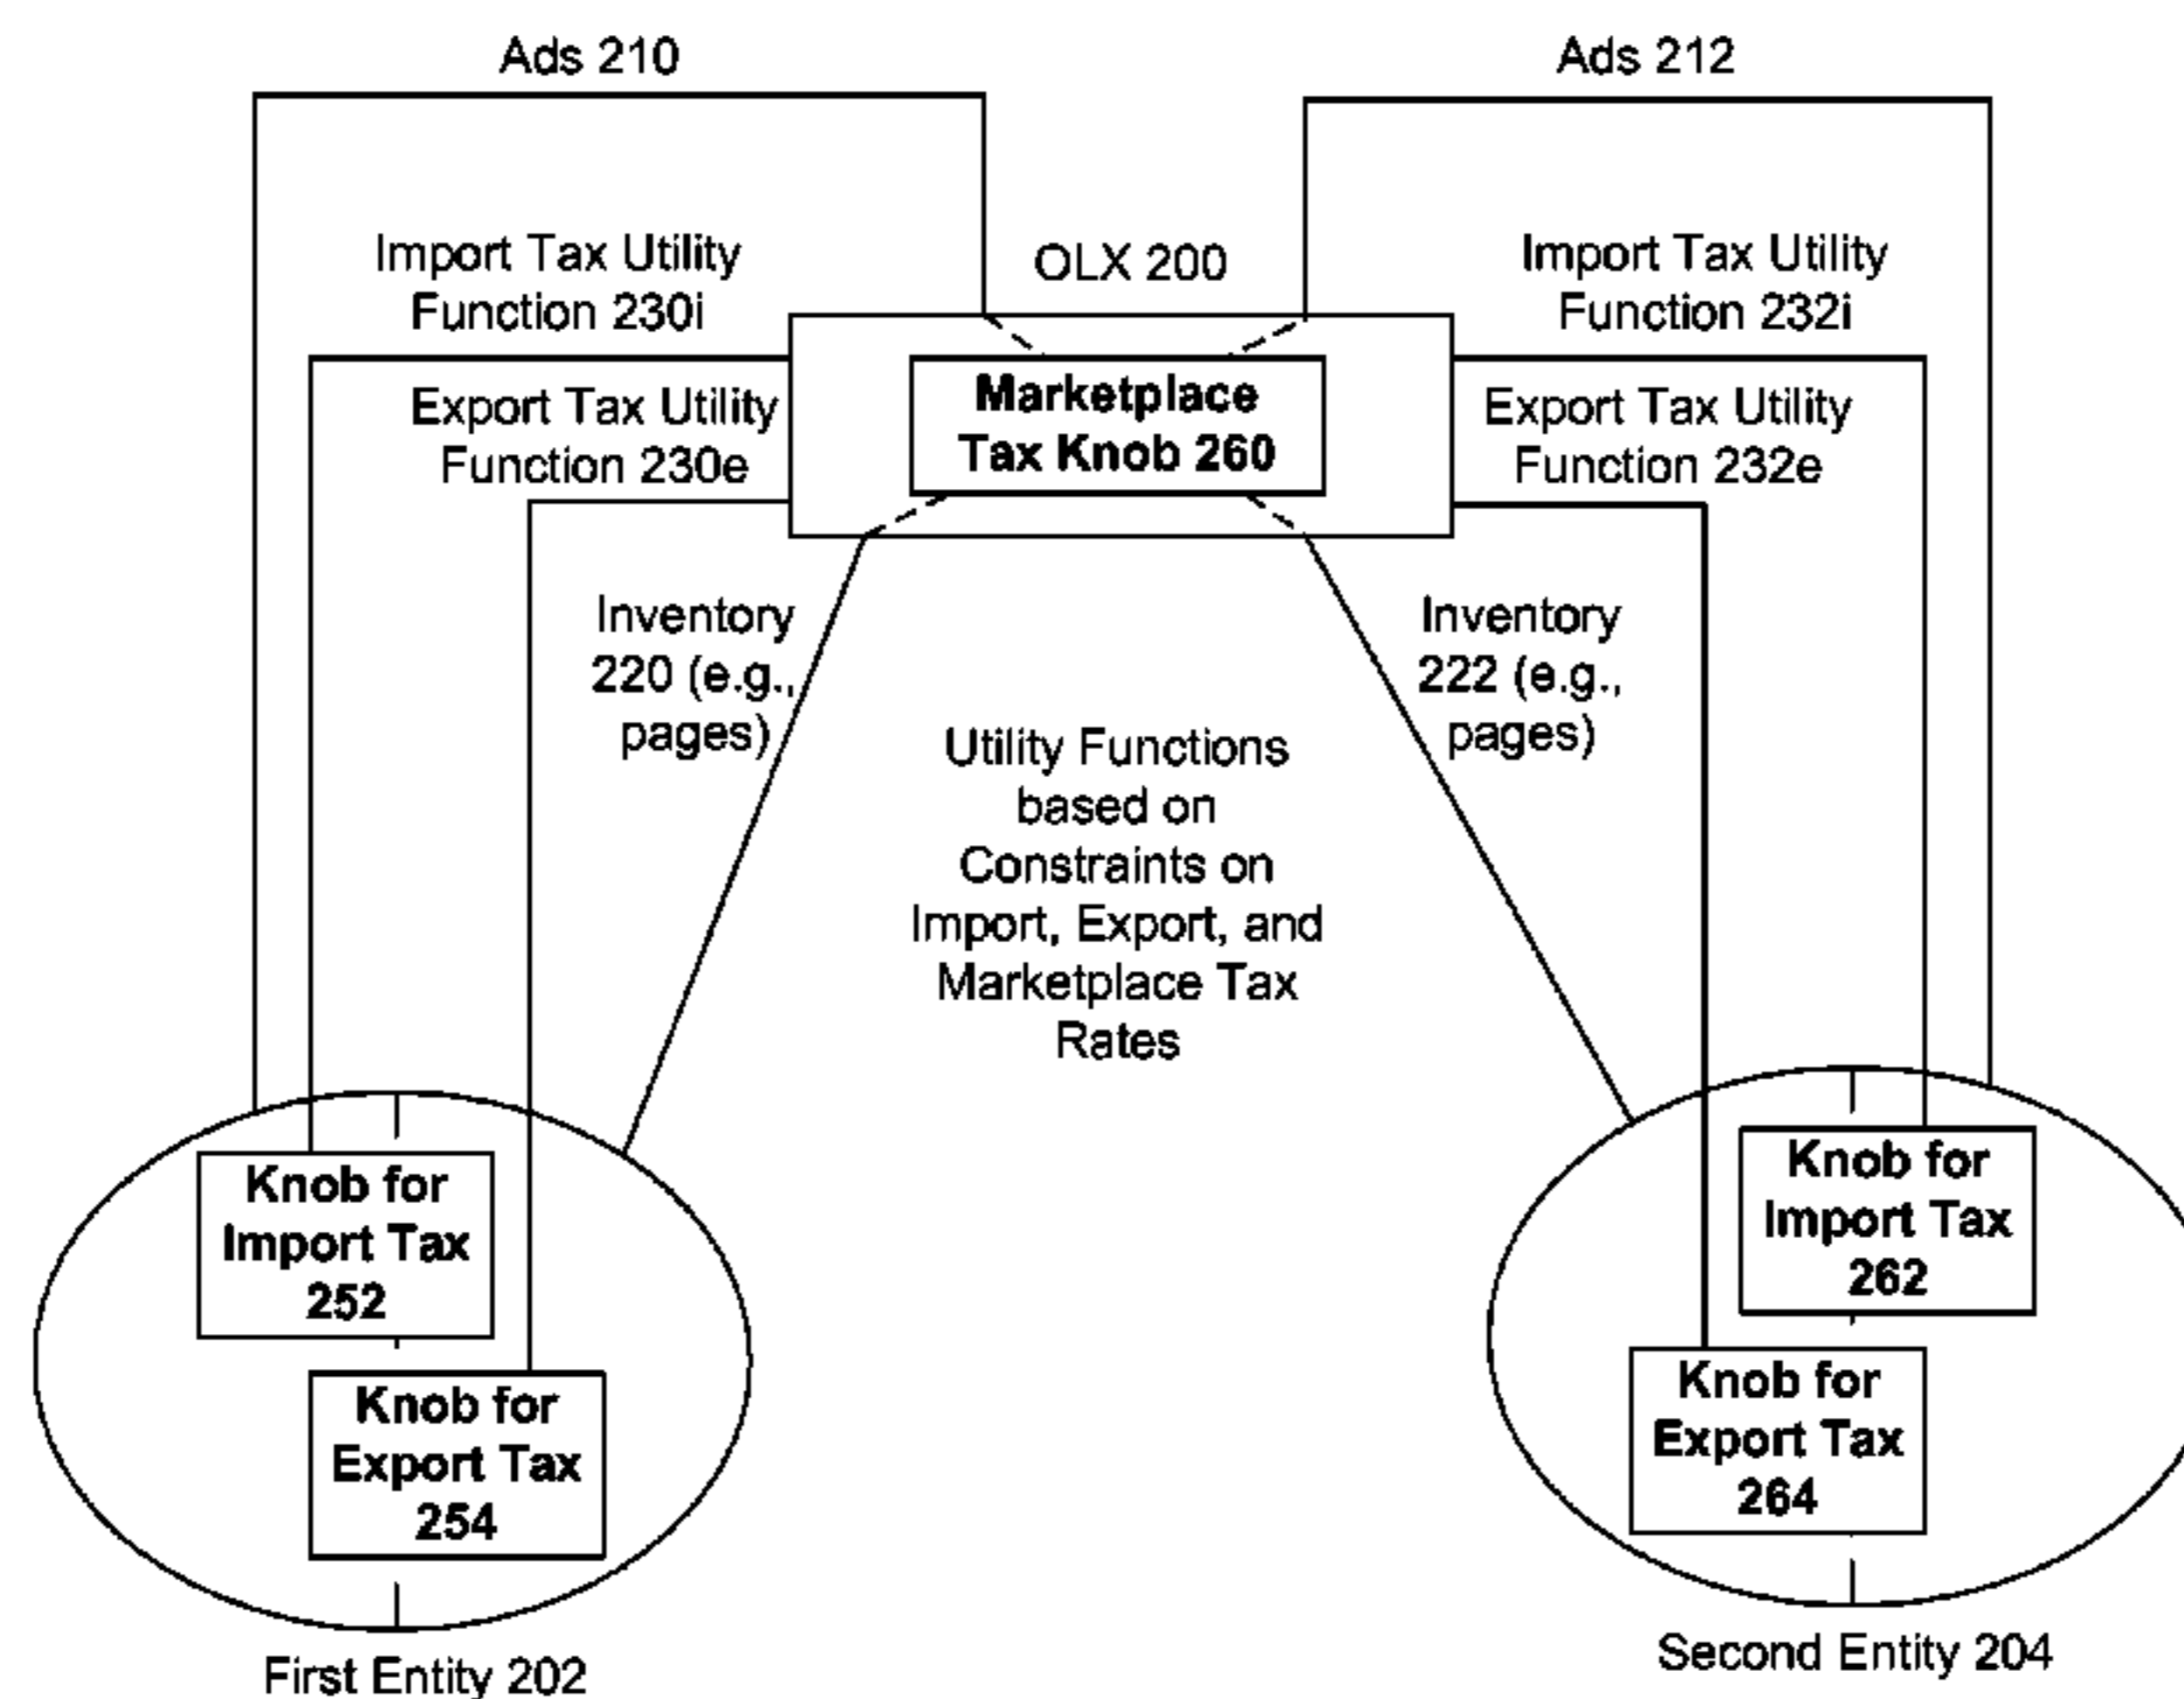 Ads 210
Ads 212
Import Tax Utility
Function 230i
OLX 200
Import Tax Utility
Function 232i
Export Tax Utility
Function 230e
Marketplace
Tax Knob 260
Export Tax Utility
Function 232e
Inventory
220 (e.g.,
pages)
Inventory
222 (e.g.,
pages)
Utility Functions
based on
Constraints on
Import, Export, and
Marketplace Tax
Rates
Knob for
Import Tax
252
Knob for
Export Tax
254
Knob for
Import Tax
262
Knob for
Export Tax
264
First Entity 202
Second Entity 204